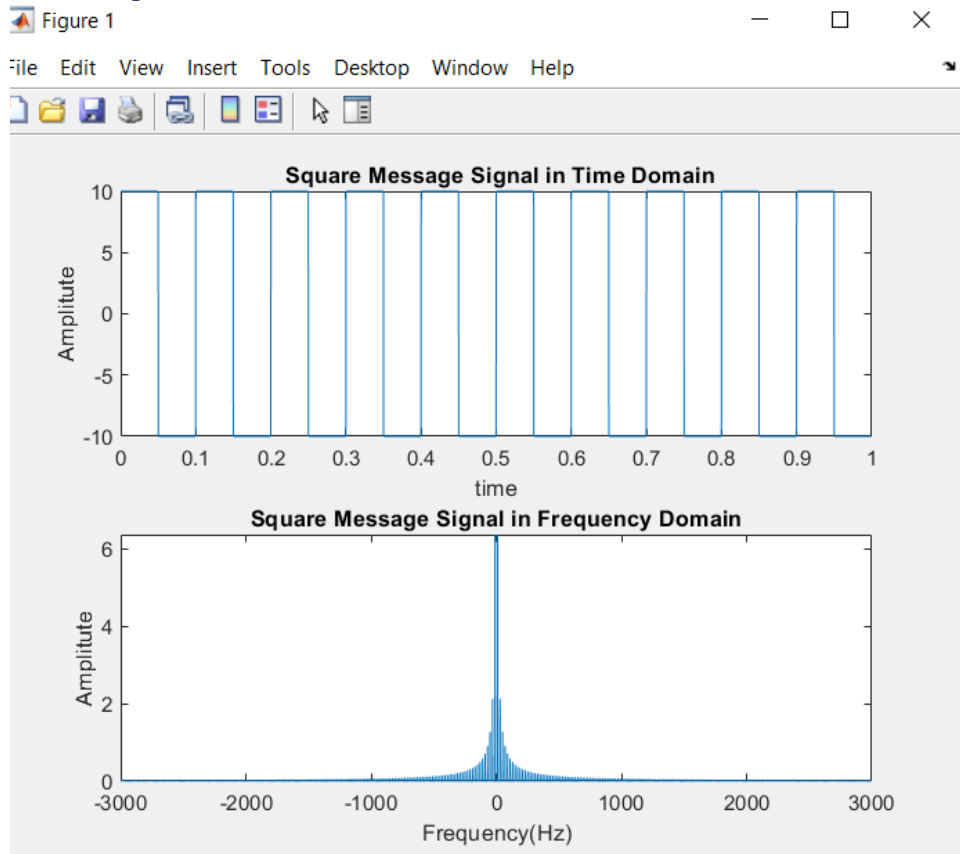 Figure 1
File Edit View Insert Tools Desktop Window Help
Square Message Signal in Time Domain
10
5
0
-5
-10
Amplitute
0 0.1 0.2 0.3 0.4 0.5 0.6 0.7 0.8 0.9 1
time
Square Message Signal in Frequency Domain
6
4
2
0
Amplitute
-3000 -2000 -1000 0 1000 2000 3000
Frequency(Hz)